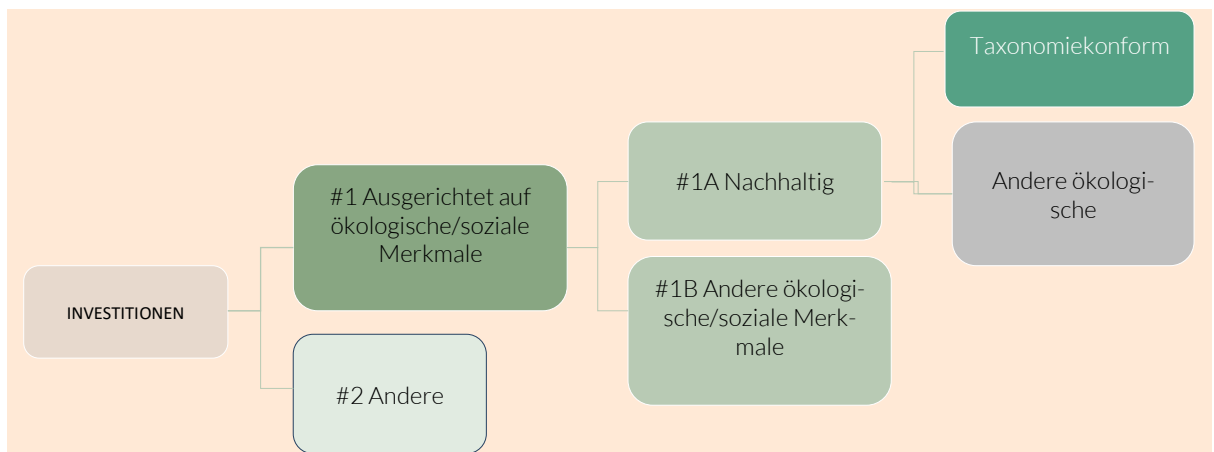 INVESTITIONEN
#1 Ausgerichtet auf
ökologische/soziale
Merkmale
#2 Andere
#1A Nachhaltig
#1B Andere ökologi-
sche/soziale Merk-
male
Taxonomiekonform
Andere ökologi-
sche